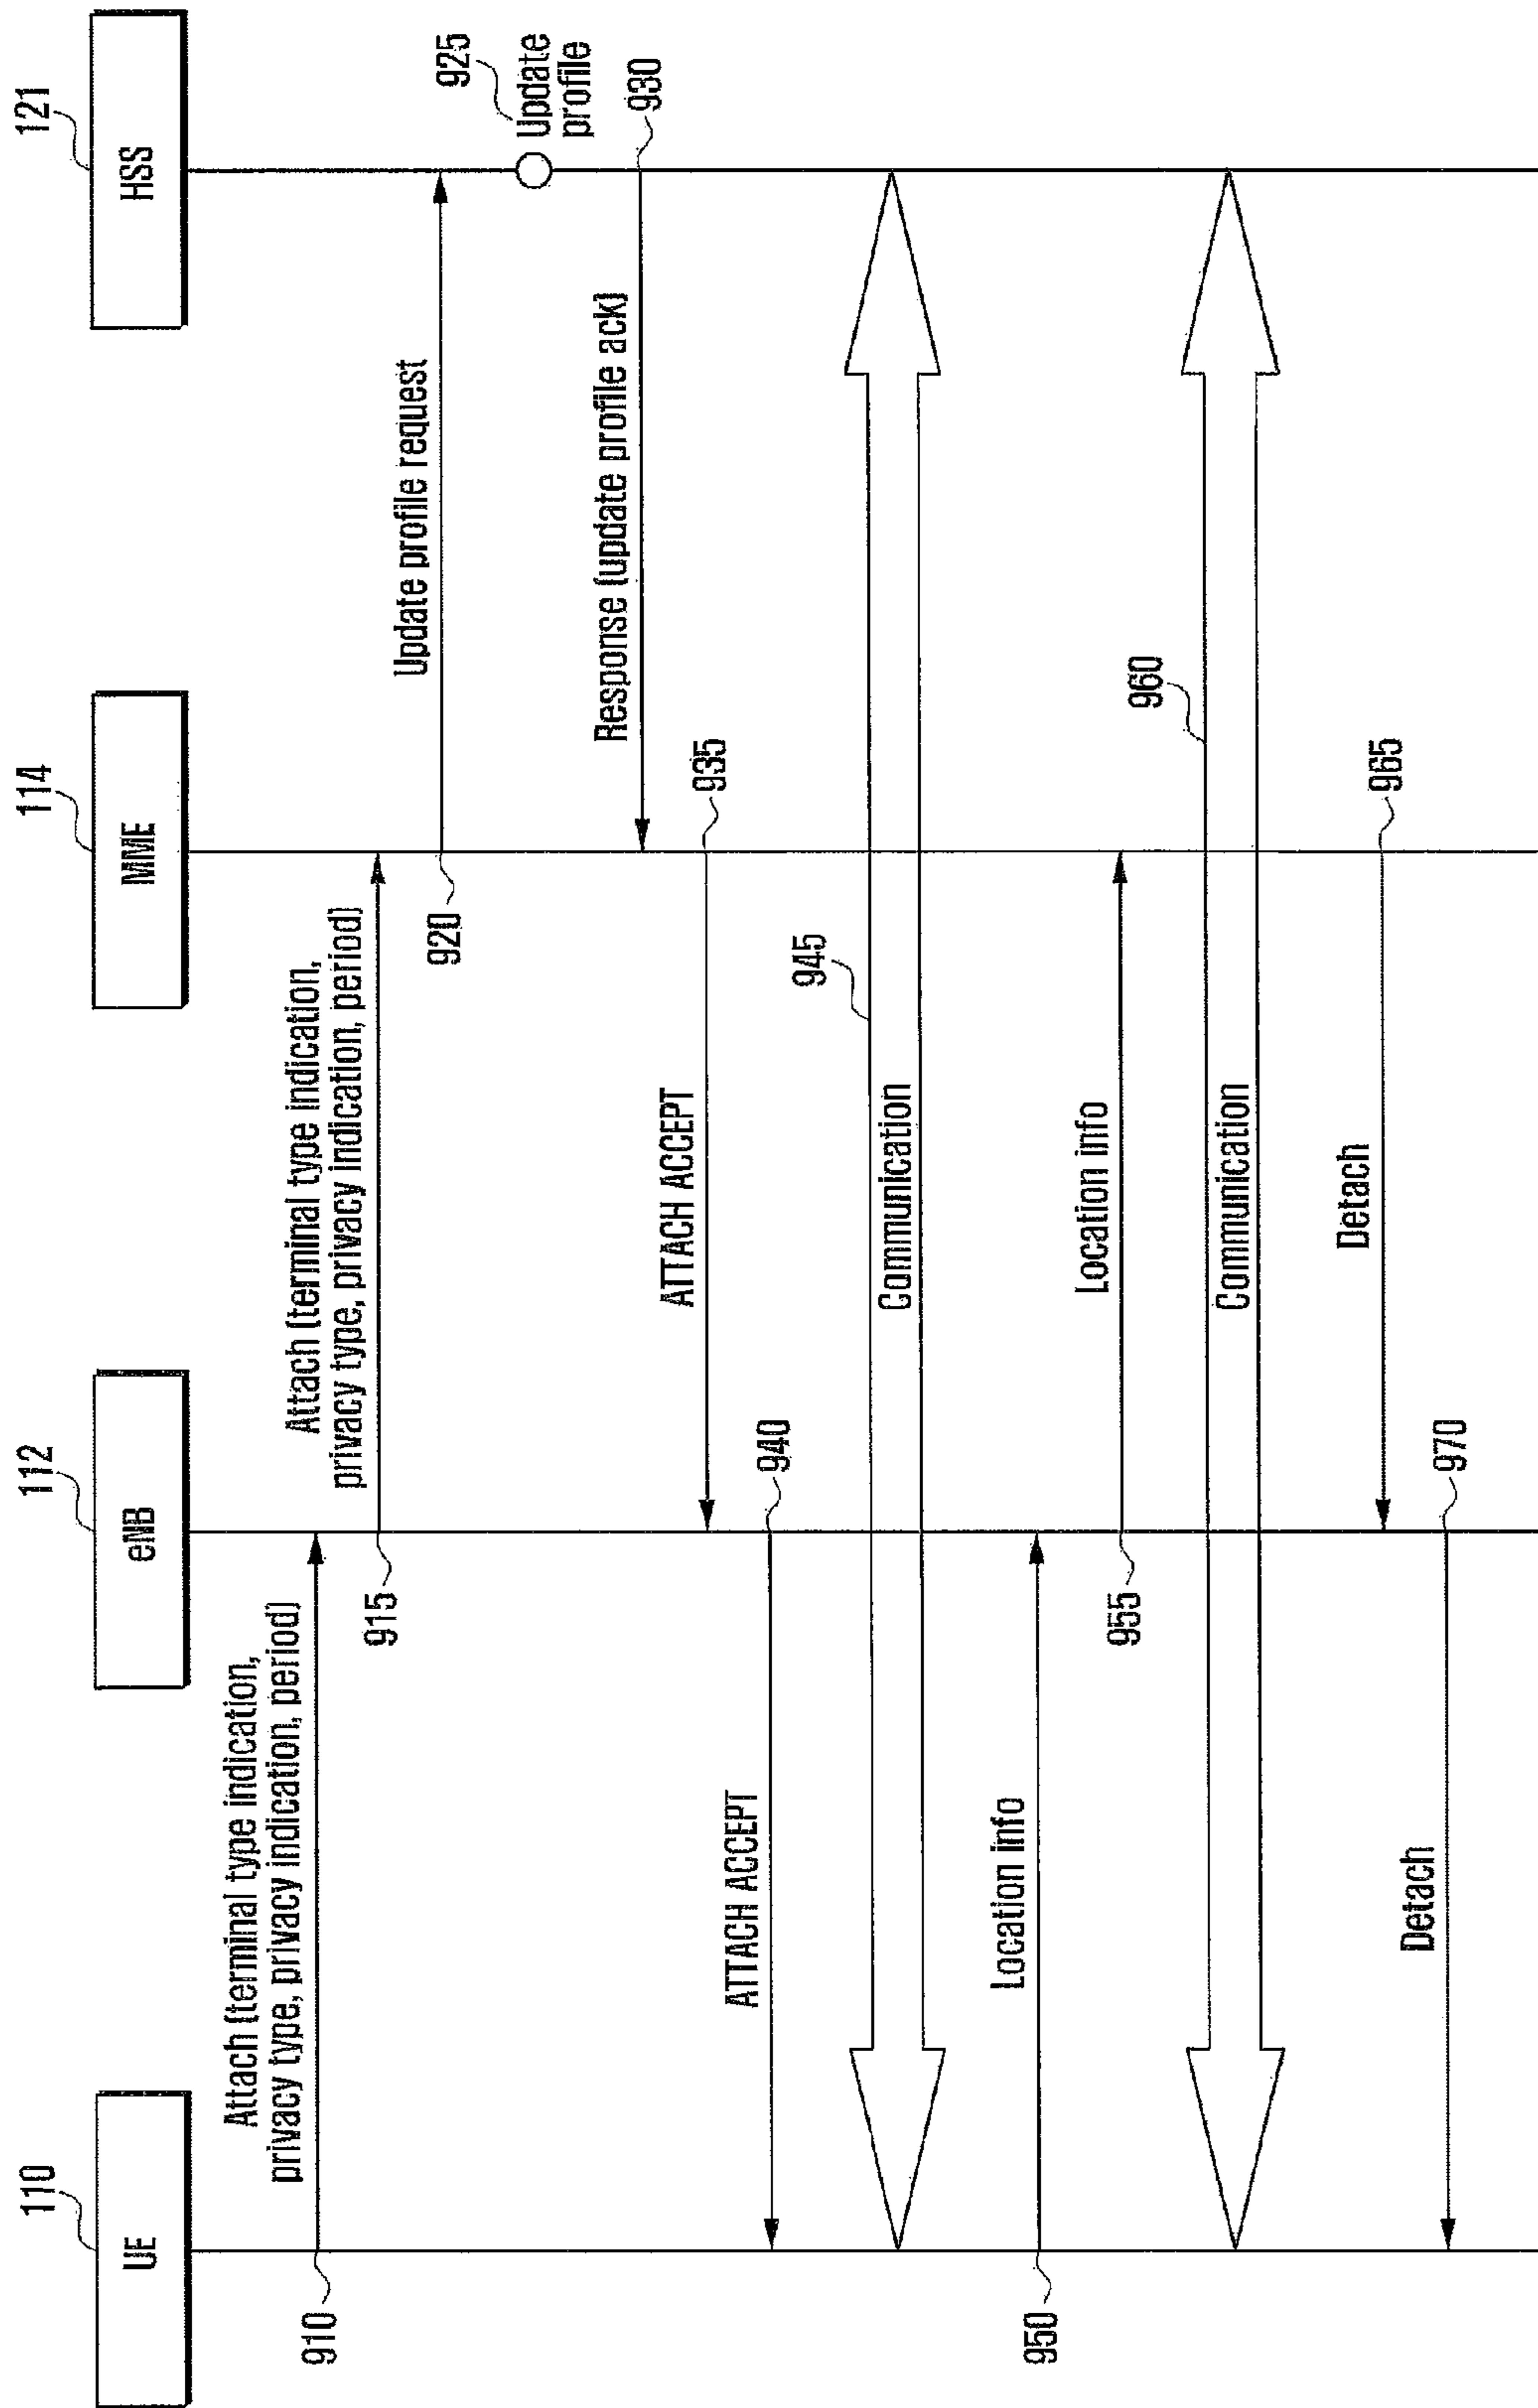 110
UE
112
eNB
114
MME
121
HSS
Attach (terminal type indication,
privacy type, privacy indication, period)
910
Attach (terminal type indication,
privacy type, privacy indication, period)
915
Update profile request
920
925
Update
profile
Response (update profile ack)
930
ATTACH ACCEPT
935
ATTACH ACCEPT
940
945
Communication
Location info
950
Location info
955
960
Communication
Detach
965
Detach
970